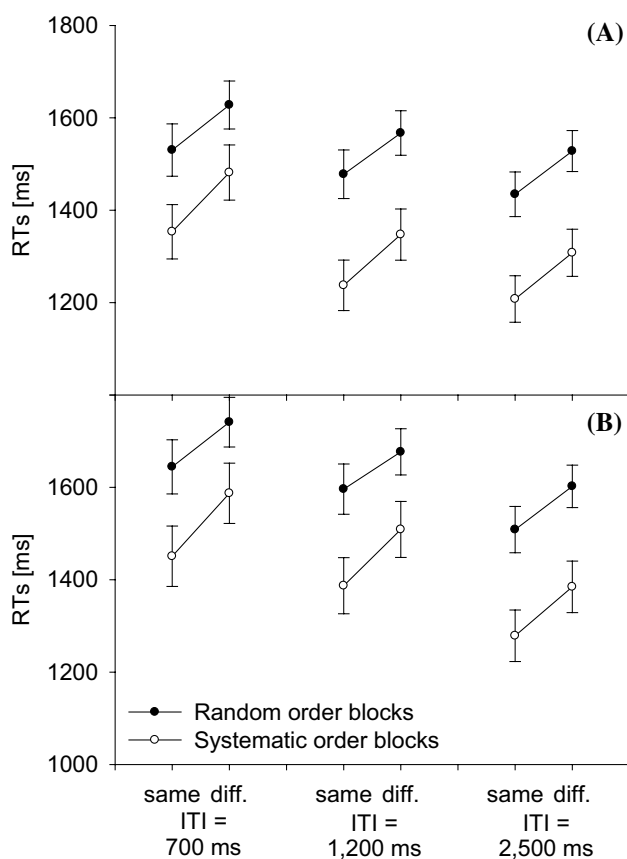 (A)
1800
1600
1400
1200
RTs [ms]
(B)
1600
1400
1200
1000
RTs [ms]
Random order blocks
Systematic order blocks
same diff. same diff. same diff.
ITI = ITI = ITI =
700 ms 1,200 ms 2,500 ms